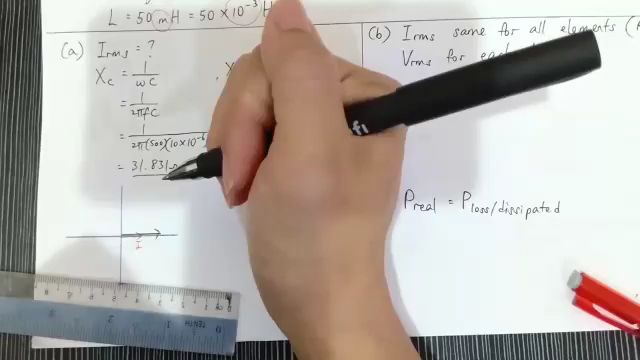 L = 50 mH = 50 × 10⁻³ H
(a) Irms = ?
Xc = 1/ωC
= 1/2πfC
= 1/2π(500)(10×10⁻⁶)
= 31.831
I
(b) Irms same for all elements
Vrms for
Preal = Ploss/dissipated